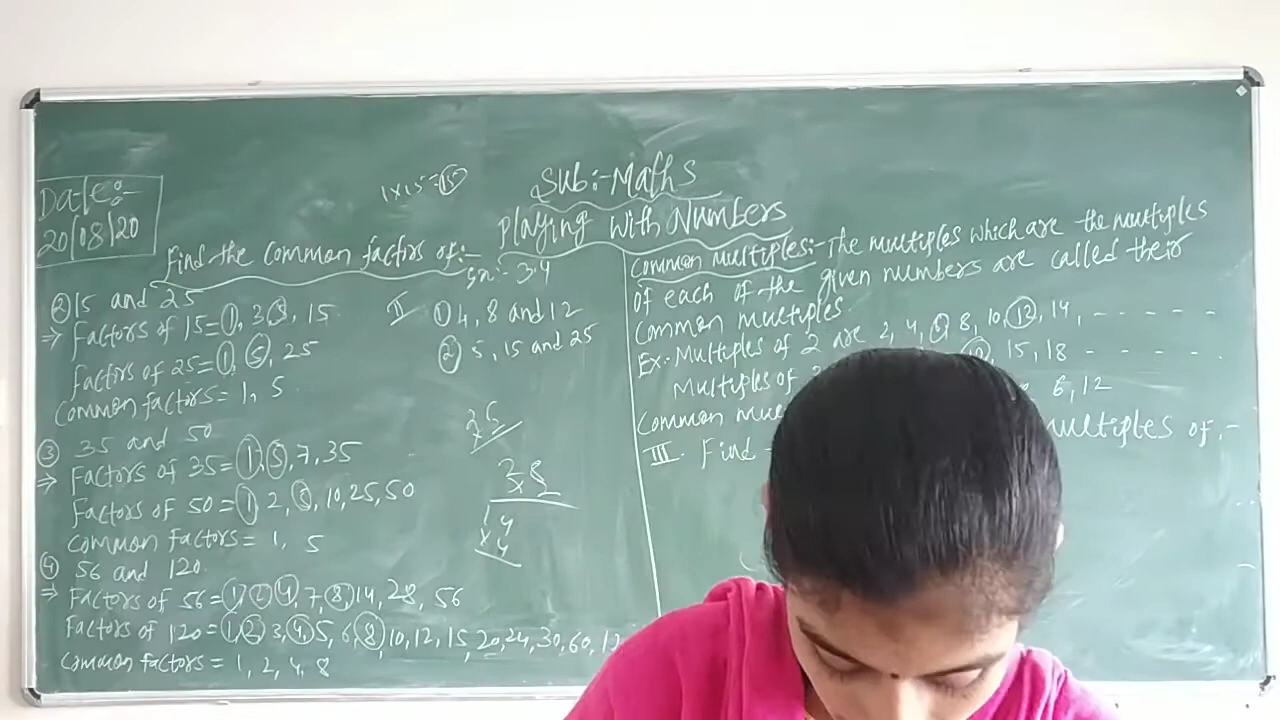 Date:-
20/08/20
1x15=15
Sub:-Maths
Playing With Numbers
Find the Common factors of:-
Ex:- 3.4
② 15 and 25
⇒ Factors of 15=1, 3, 5, 15
Factors of 25=1, 5, 25
Common factors= 1, 5
③ 35 and 50
⇒ Factors of 35=1, 5, 7, 35
Factors of 50=1, 2, 5, 10, 25, 50
Common factors= 1, 5
④ 56 and 120
⇒ Factors of 56=1, 2, 4, 7, 8, 14, 28, 56
Factors of 120=1, 2, 3, 4, 5, 6, 8, 10, 12, 15, 20, 24, 30, 60,
Common factors = 1, 2, 4, 8
II ① 4, 8 and 12
② 5, 15 and 25
Common multiples:- The multiples which are the multiples
of each of the given numbers are called their
Common multiples.
Ex:- Multiples of 2 are 2, 4, 6, 8, 10, 12, 14, - - - - -
Multiples of 12, 15, 18 - - - - -
Common 6, 12
III. Find multiples of:-